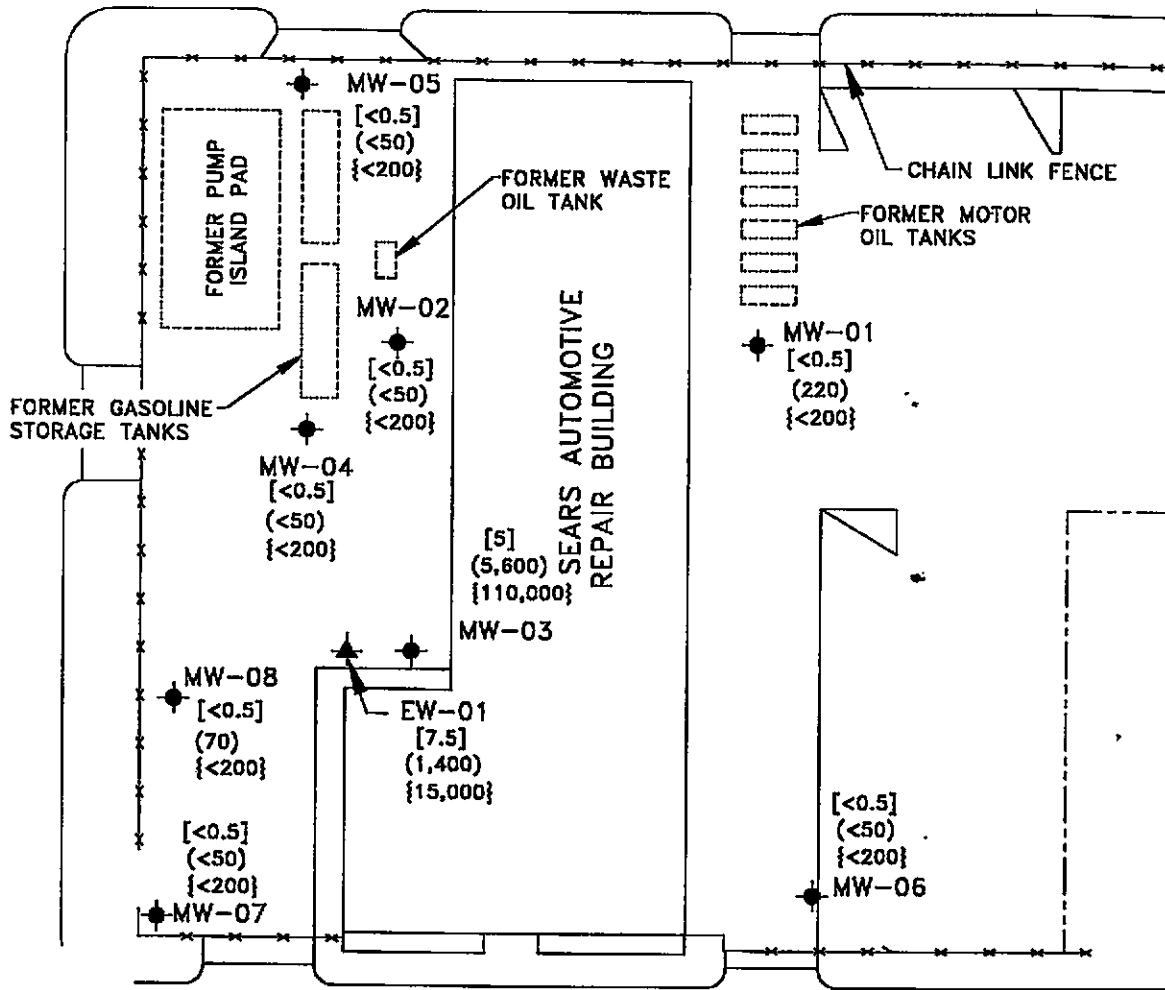 MW-05
[<0.5]
(<50)
{<200}
FORMER PUMP
ISLAND PAD
FORMER WASTE
OIL TANK
CHAIN LINK FENCE
FORMER MOTOR
OIL TANKS
MW-02
[<0.5]
(<50)
{<200}
MW-01
[<0.5]
(220)
{<200}
FORMER GASOLINE
STORAGE TANKS
SEARS AUTOMOTIVE
REPAIR BUILDING
MW-04
[<0.5]
(<50)
{<200}
[5]
(5,600)
{110,000}
MW-03
MW-08
[<0.5]
(70)
{<200}
EW-01
[7.5]
(1,400)
{15,000}
[<0.5]
(<50)
{<200}
MW-07
[<0.5]
(<50)
{<200}
MW-06